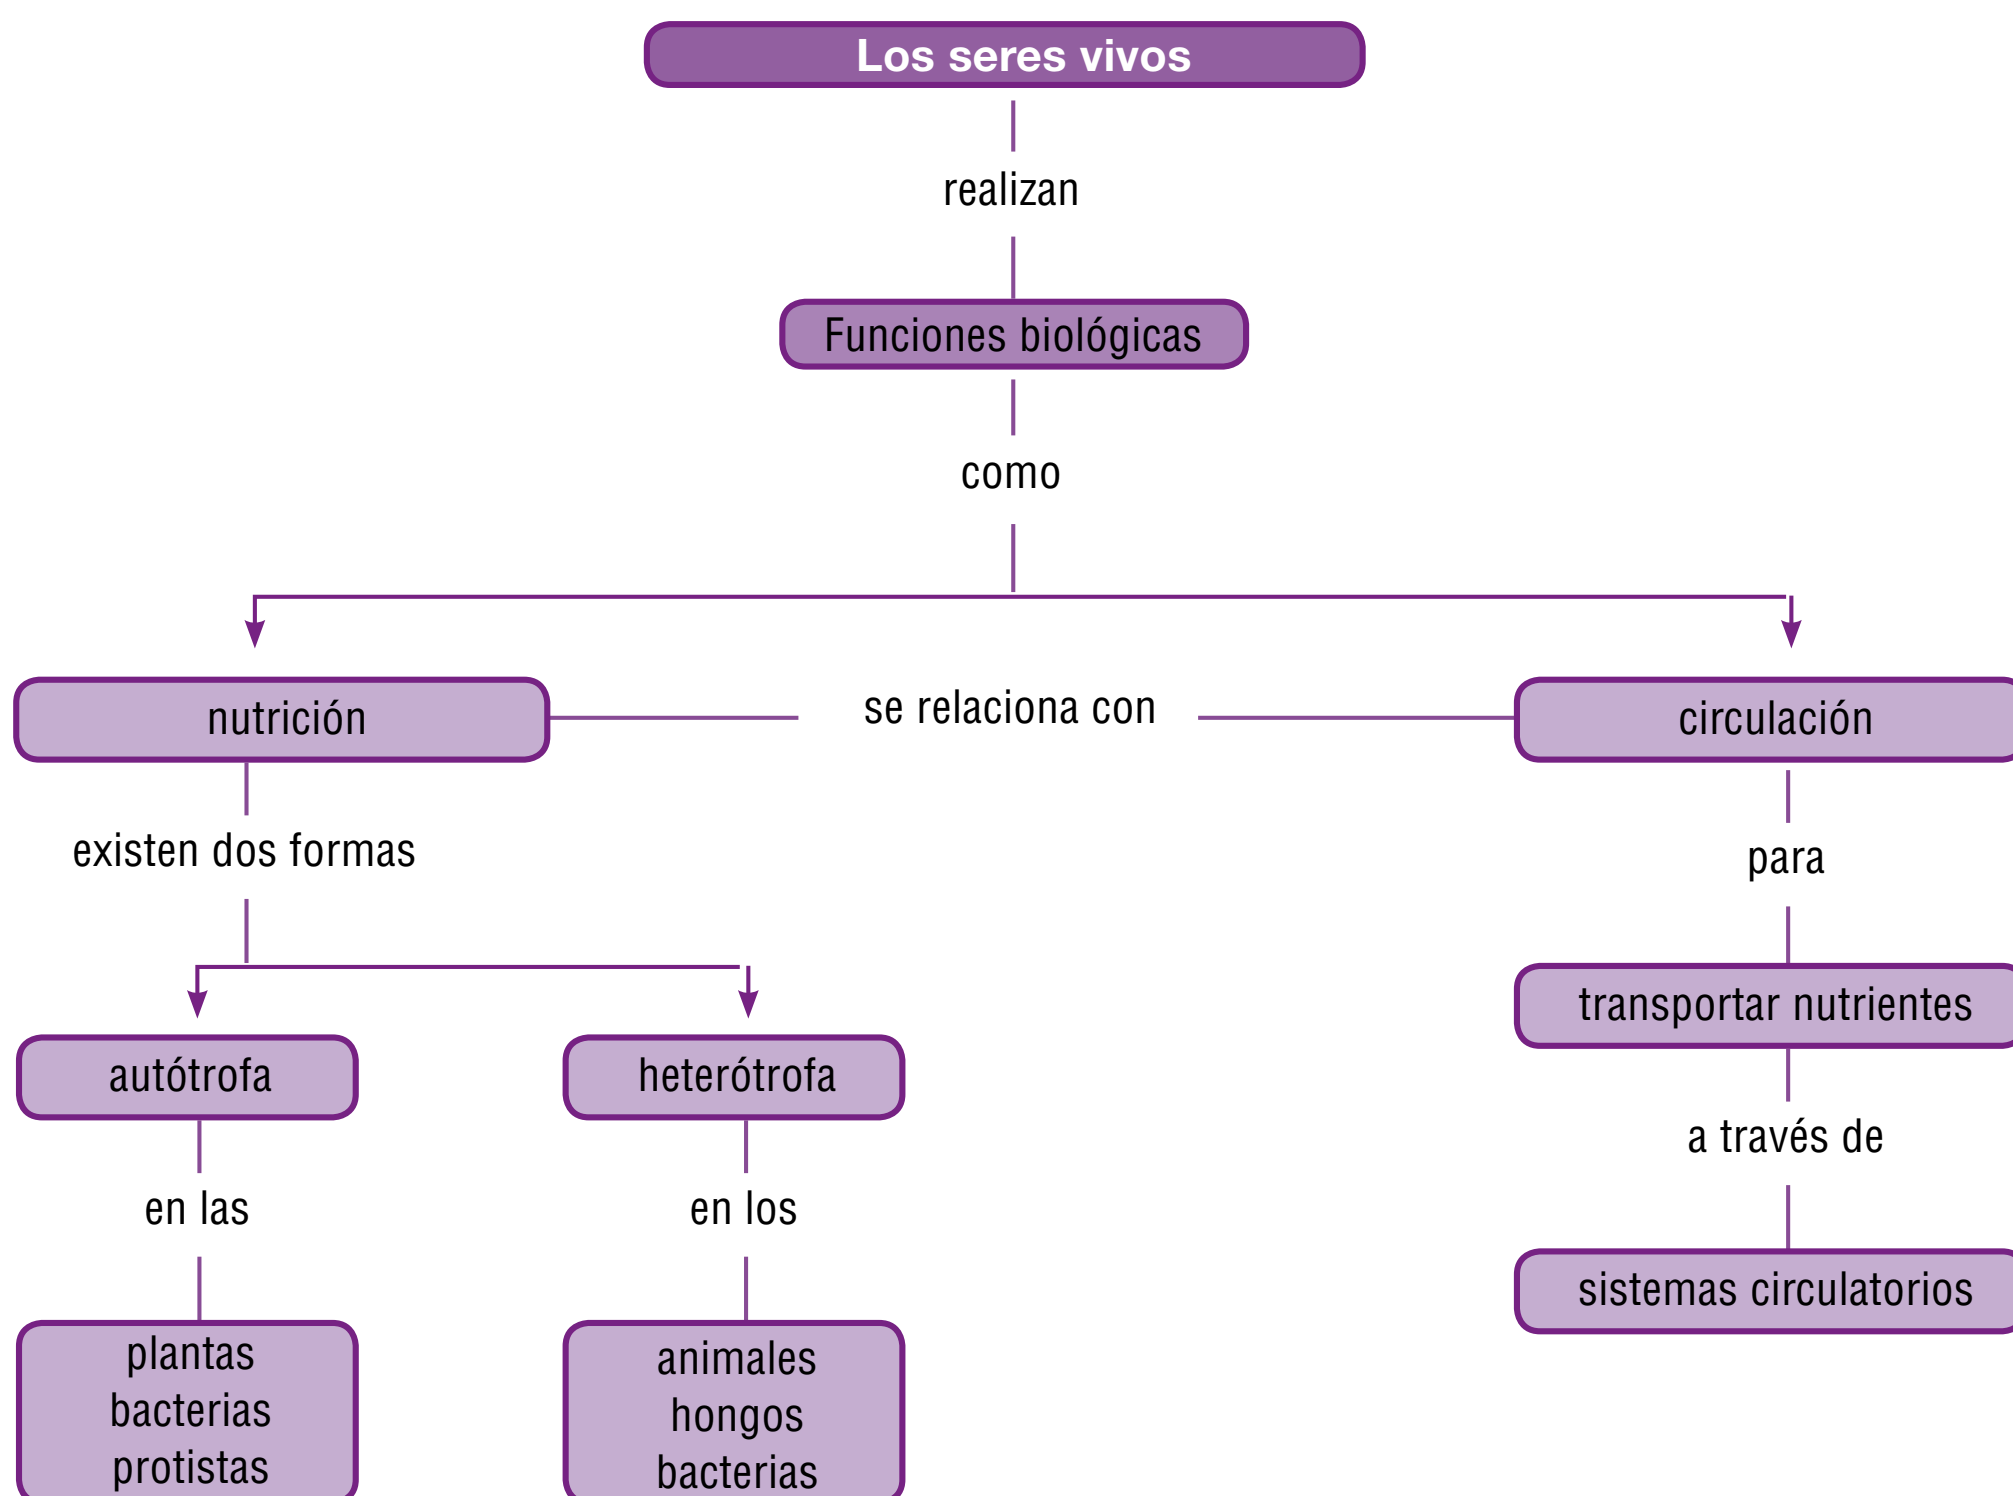 Los seres vivos
realizan
Funciones biológicas
como
nutrición
se relaciona con
circulación
existen dos formas
para
transportar nutrientes
autótrofa
heterótrofa
a través de
en las
en los
sistemas circulatorios
plantas
bacterias
protistas
animales
hongos
bacterias